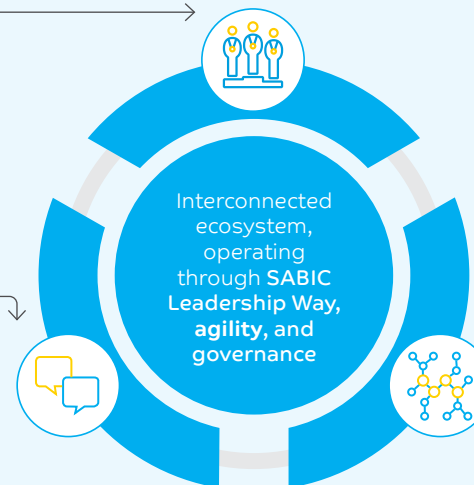 Interconnected
ecosystem,
operating
through SABIC
Leadership Way,
agility, and
governance